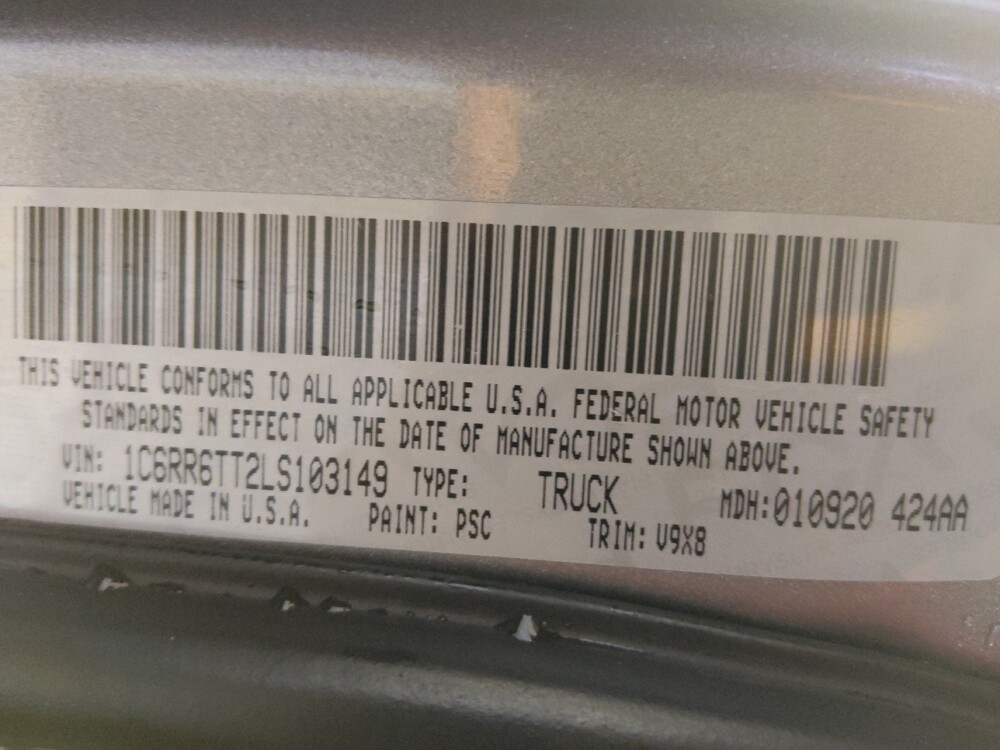 THIS VEHICLE CONFORMS TO ALL APPLICABLE U.S.A. FEDERAL MOTOR VEHICLE SAFETY
STANDARDS IN EFFECT ON THE DATE OF MANUFACTURE SHOWN ABOVE.
VIN: 1C6RR6TT2LS103149 TYPE: TRUCK MDH:010920 424AA
VEHICLE MADE IN U.S.A. PAINT: PSC TRIM: V9X8